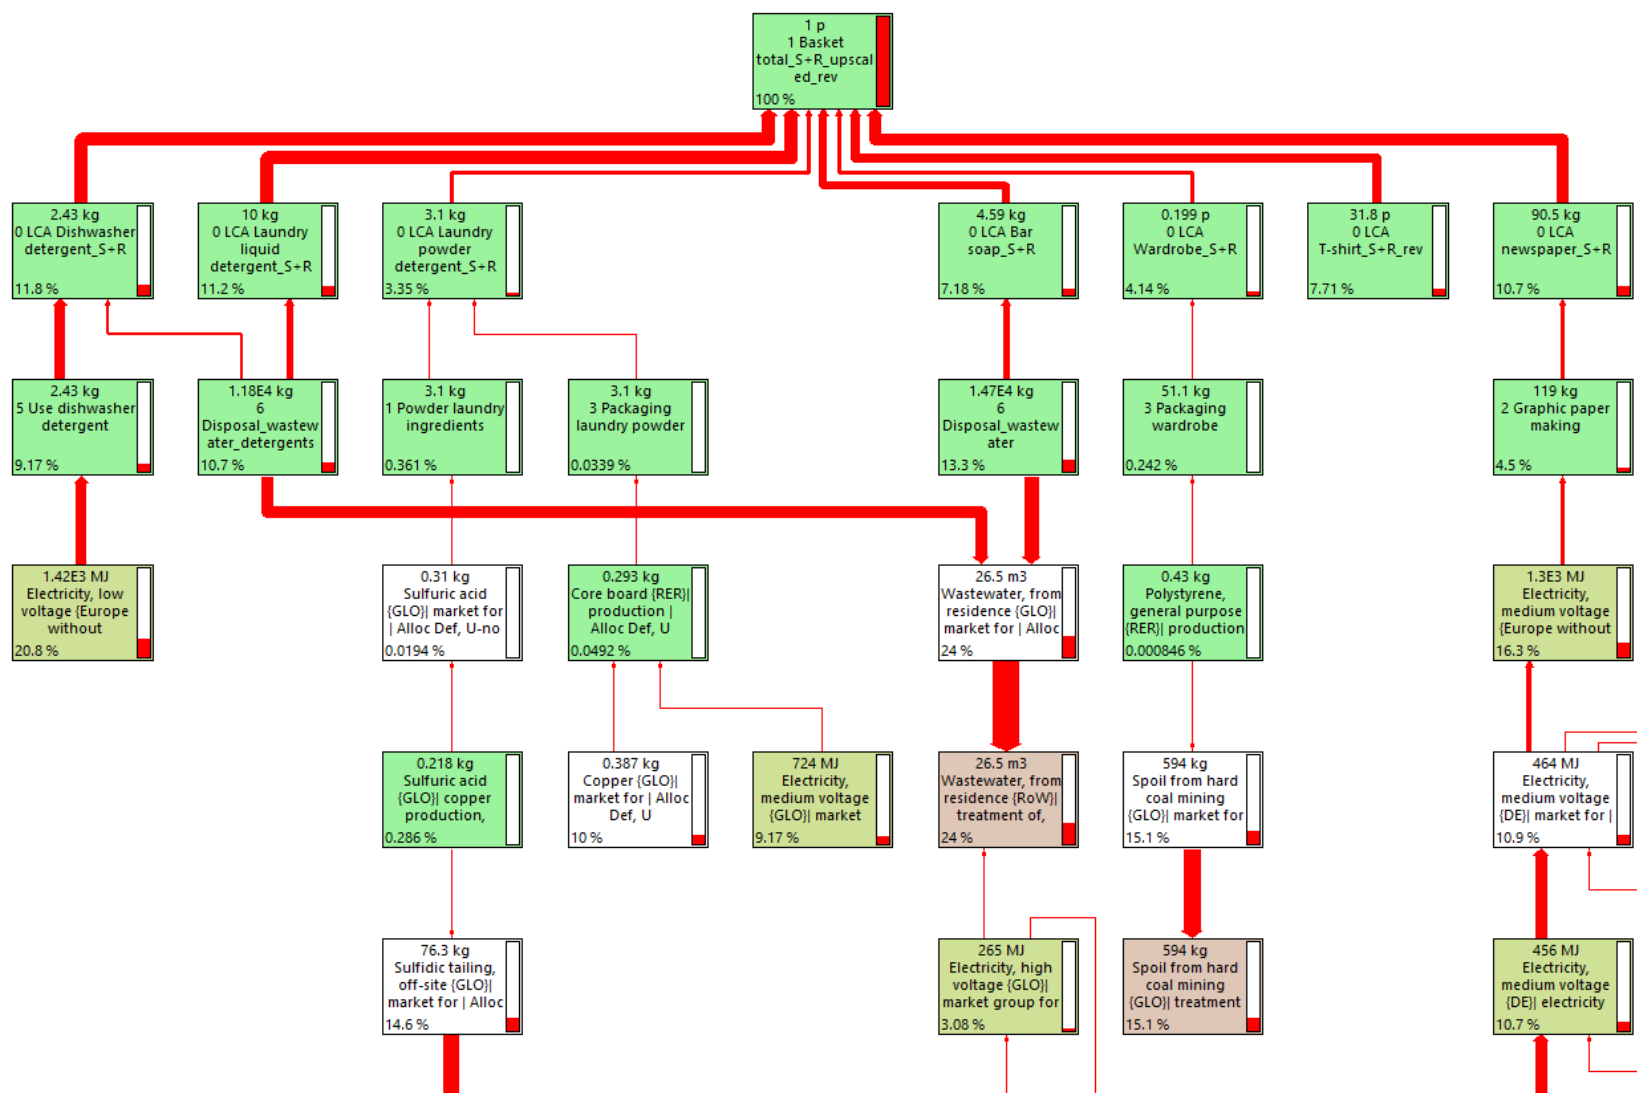 1 p
1 Basket
total_S+R_upscal
ed_rev
100 %
2.43 kg
0 LCA Dishwasher
detergent_S+R
11.8 %
10 kg
0 LCA Laundry
liquid
detergent_S+R
11.2 %
3.1 kg
0 LCA Laundry
powder
detergent_S+R
3.35 %
4.59 kg
0 LCA Bar
soap_S+R
7.18 %
0.199 p
0 LCA
Wardrobe_S+R
4.14 %
31.8 p
0 LCA
T-shirt_S+R_rev
7.71 %
90.5 kg
0 LCA
newspaper_S+R
10.7 %
2.43 kg
5 Use dishwasher
detergent
9.17 %
1.18E4 kg
6
Disposal_wastew
ater_detergents
10.7 %
3.1 kg
1 Powder laundry
ingredients
0.361 %
3.1 kg
3 Packaging
laundry powder
0.0339 %
1.47E4 kg
6
Disposal_wastew
ater
13.3 %
51.1 kg
3 Packaging
wardrobe
0.242 %
119 kg
2 Graphic paper
making
4.5 %
1.42E3 MJ
Electricity, low
voltage {Europe
without
20.8 %
0.31 kg
Sulfuric acid
{GLO}| market for
| Alloc Def, U-no
0.0194 %
0.293 kg
Core board {RER}|
production |
Alloc Def, U
0.0492 %
26.5 m3
Wastewater, from
residence {GLO}|
market for | Alloc
24 %
0.43 kg
Polystyrene,
general purpose
{RER}| production
0.000846 %
1.3E3 MJ
Electricity,
medium voltage
{Europe without
16.3 %
0.218 kg
Sulfuric acid
{GLO}| copper
production,
0.286 %
0.387 kg
Copper {GLO}|
market for | Alloc
Def, U
10 %
724 MJ
Electricity,
medium voltage
{GLO}| market
9.17 %
26.5 m3
Wastewater, from
residence {RoW}|
treatment of,
24 %
594 kg
Spoil from hard
coal mining
{GLO}| market for
15.1 %
464 MJ
Electricity,
medium voltage
{DE}| market for |
10.9 %
76.3 kg
Sulfidic tailing,
off-site {GLO}|
market for | Alloc
14.6 %
265 MJ
Electricity, high
voltage {GLO}|
market group for
3.08 %
594 kg
Spoil from hard
coal mining
{GLO}| treatment
15.1 %
456 MJ
Electricity,
medium voltage
{DE}| electricity
10.7 %